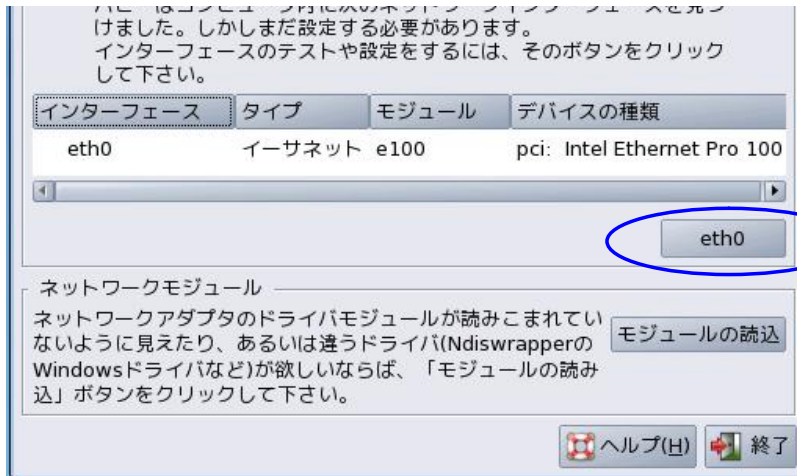 けました。しかしまだ設定する必要があります。
インターフェースのテストや設定をするには、そのボタンをクリック
して下さい。
インターフェース タイプ モジュール デバイスの種類
eth0 イーサネット e100 pci: Intel Ethernet Pro 100
eth0
ネットワークモジュール
ネットワークアダプタのドライバモジュールが読みこまれてい
ないように見えたり、あるいは違うドライバ(Ndiswrapperの
Windowsドライバなど)が欲しいならば、「モジュールの読み
込」ボタンをクリックして下さい。
モジュールの読込
ヘルプ(H) 終了